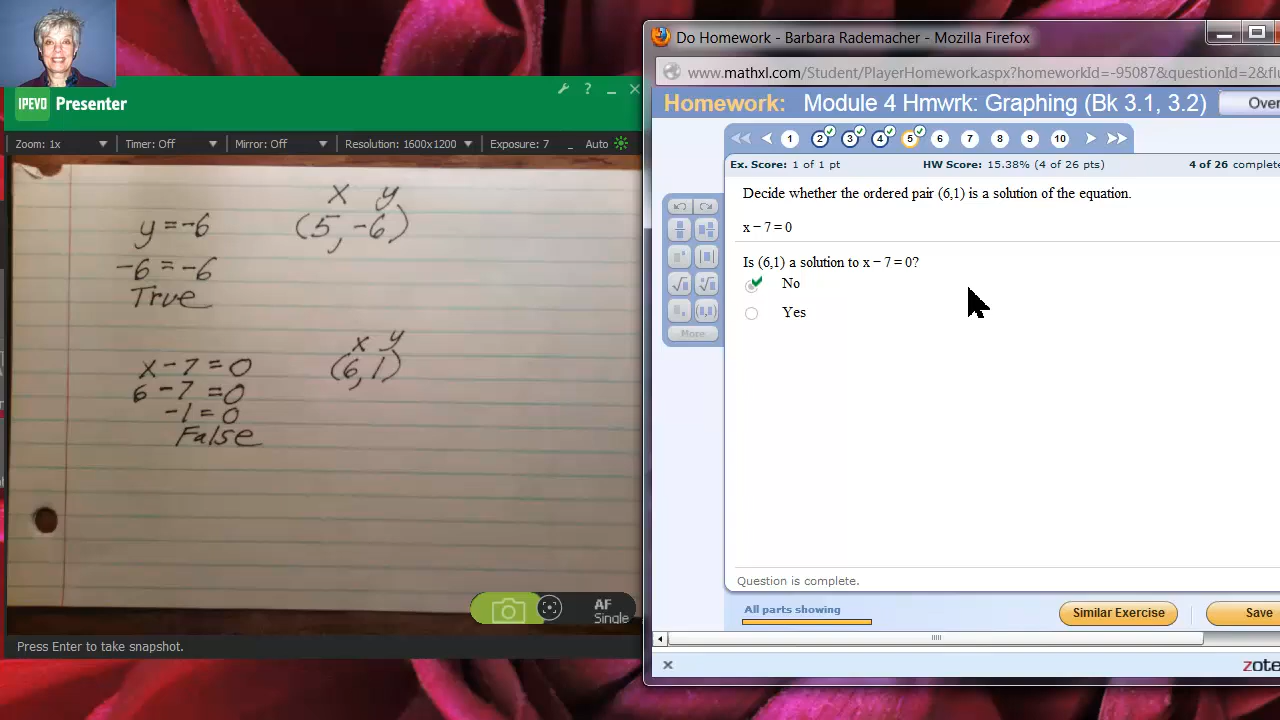 IPEVO Presenter
?
Zoom: 1x Timer: Off Mirror: Off Resolution: 1600x1200 Exposure: 7 Auto
x y
y = -6 (5, -6)
-6 = -6
True
x y
x - 7 = 0 (6, 1)
6 - 7 = 0
-1 = 0
False
AF
Single
Press Enter to take snapshot.
Do Homework - Barbara Rademacher - Mozilla Firefox
www.mathxl.com/Student/PlayerHomework.aspx?homeworkId=-95087&questionId=2&flu
Homework: Module 4 Hmwrk: Graphing (Bk 3.1, 3.2) Over
1 2 3 4 5 6 7 8 9 10
Ex. Score: 1 of 1 pt HW Score: 15.38% (4 of 26 pts) 4 of 26 complete
Decide whether the ordered pair (6,1) is a solution of the equation.
x − 7 = 0
Is (6,1) a solution to x − 7 = 0?
No
Yes
More
Question is complete.
All parts showing
Similar Exercise Save
zote